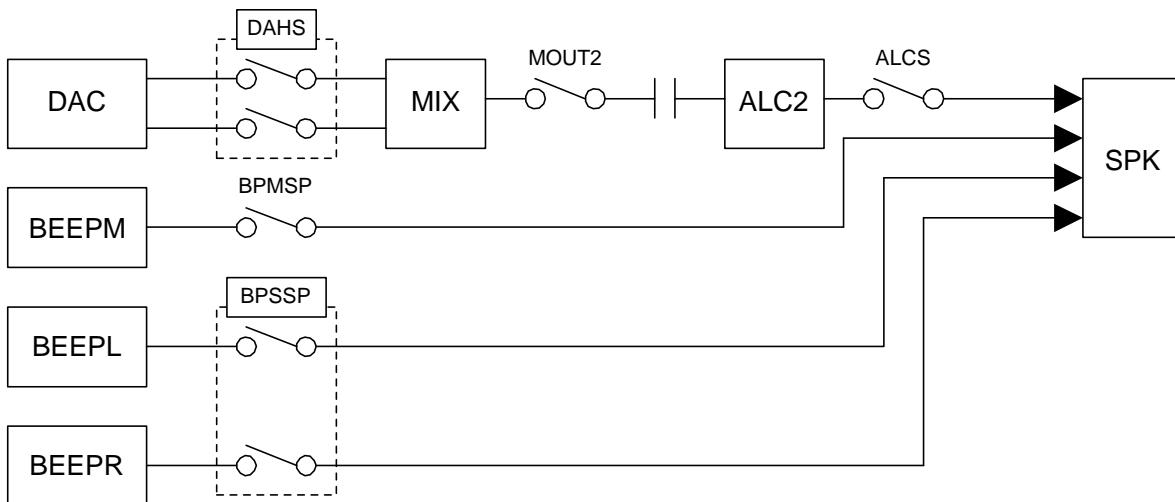 DAHS
MOUT2
ALCS
DAC
MIX
ALC2
SPK
BPMSP
BEEPM
BPSSP
BEEPL
BEEPR